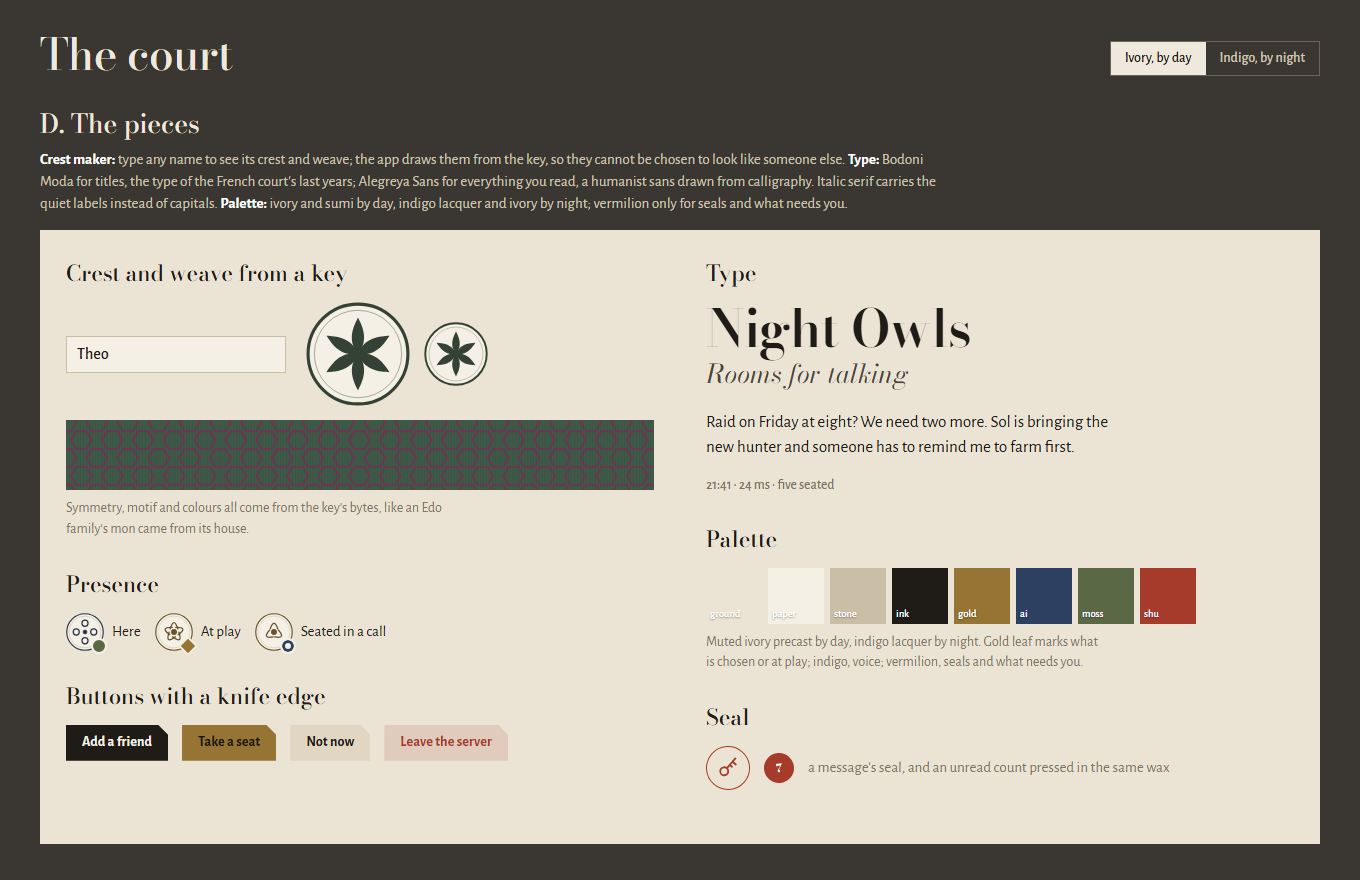 The court
Ivory, by day
Indigo, by night
D. The pieces
Crest maker: type any name to see its crest and weave; the app draws them from the key, so they cannot be chosen to look like someone else. Type: Bodoni
Moda for titles, the type of the French court's last years; Alegreya Sans for everything you read, a humanist sans drawn from calligraphy. Italic serif carries the
quiet labels instead of capitals. Palette: ivory and sumi by day, indigo lacquer and ivory by night; vermilion only for seals and what needs you.
Crest and weave from a key
Theo
Symmetry, motif and colours all come from the key's bytes, like an Edo
family's mon came from its house.
Presence
Here
At play
Seated in a call
Buttons with a knife edge
Add a friend
Take a seat
Not now
Leave the server
Type
Night Owls
Rooms for talking
Raid on Friday at eight? We need two more. Sol is bringing the
new hunter and someone has to remind me to farm first.
21:41 · 24 ms · five seated
Palette
ground
paper
stone
ink
gold
ai
moss
shu
Muted ivory precast by day, indigo lacquer by night. Gold leaf marks what
is chosen or at play; indigo, voice; vermilion, seals and what needs you.
Seal
7
a message's seal, and an unread count pressed in the same wax